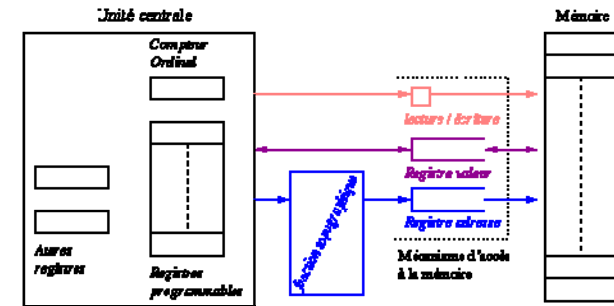 Unité centrale
Mémoire
Compteur
Ordinal
lecture / écriture
Registre valeur
Registre adresse
Fonction topographique
Autres
registres
Registres
programmables
Mécanisme d'accès
à la mémoire